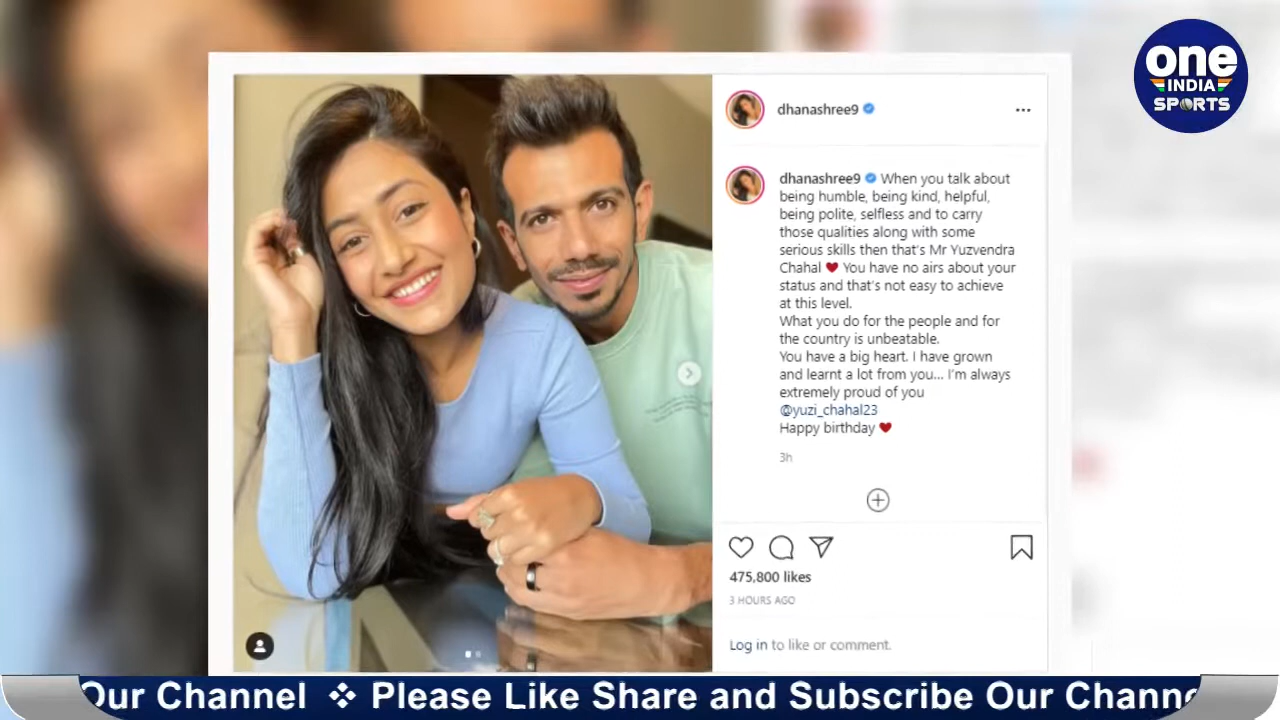 one
INDIA
SPORTS
dhanashree9
dhanashree9 When you talk about
being humble, being kind, helpful,
being polite, selfless and to carry
those qualities along with some
serious skills then that's Mr Yuzvendra
Chahal ❤ You have no airs about your
status and that's not easy to achieve
at this level.
What you do for the people and for
the country is unbeatable.
You have a big heart. I have grown
and learnt a lot from you... I'm always
extremely proud of you
@yuzi_chahal23
Happy birthday ❤
3h
475,800 likes
3 HOURS AGO
Log in to like or comment.
Our Channel ❖ Please Like Share and Subscribe Our Chann